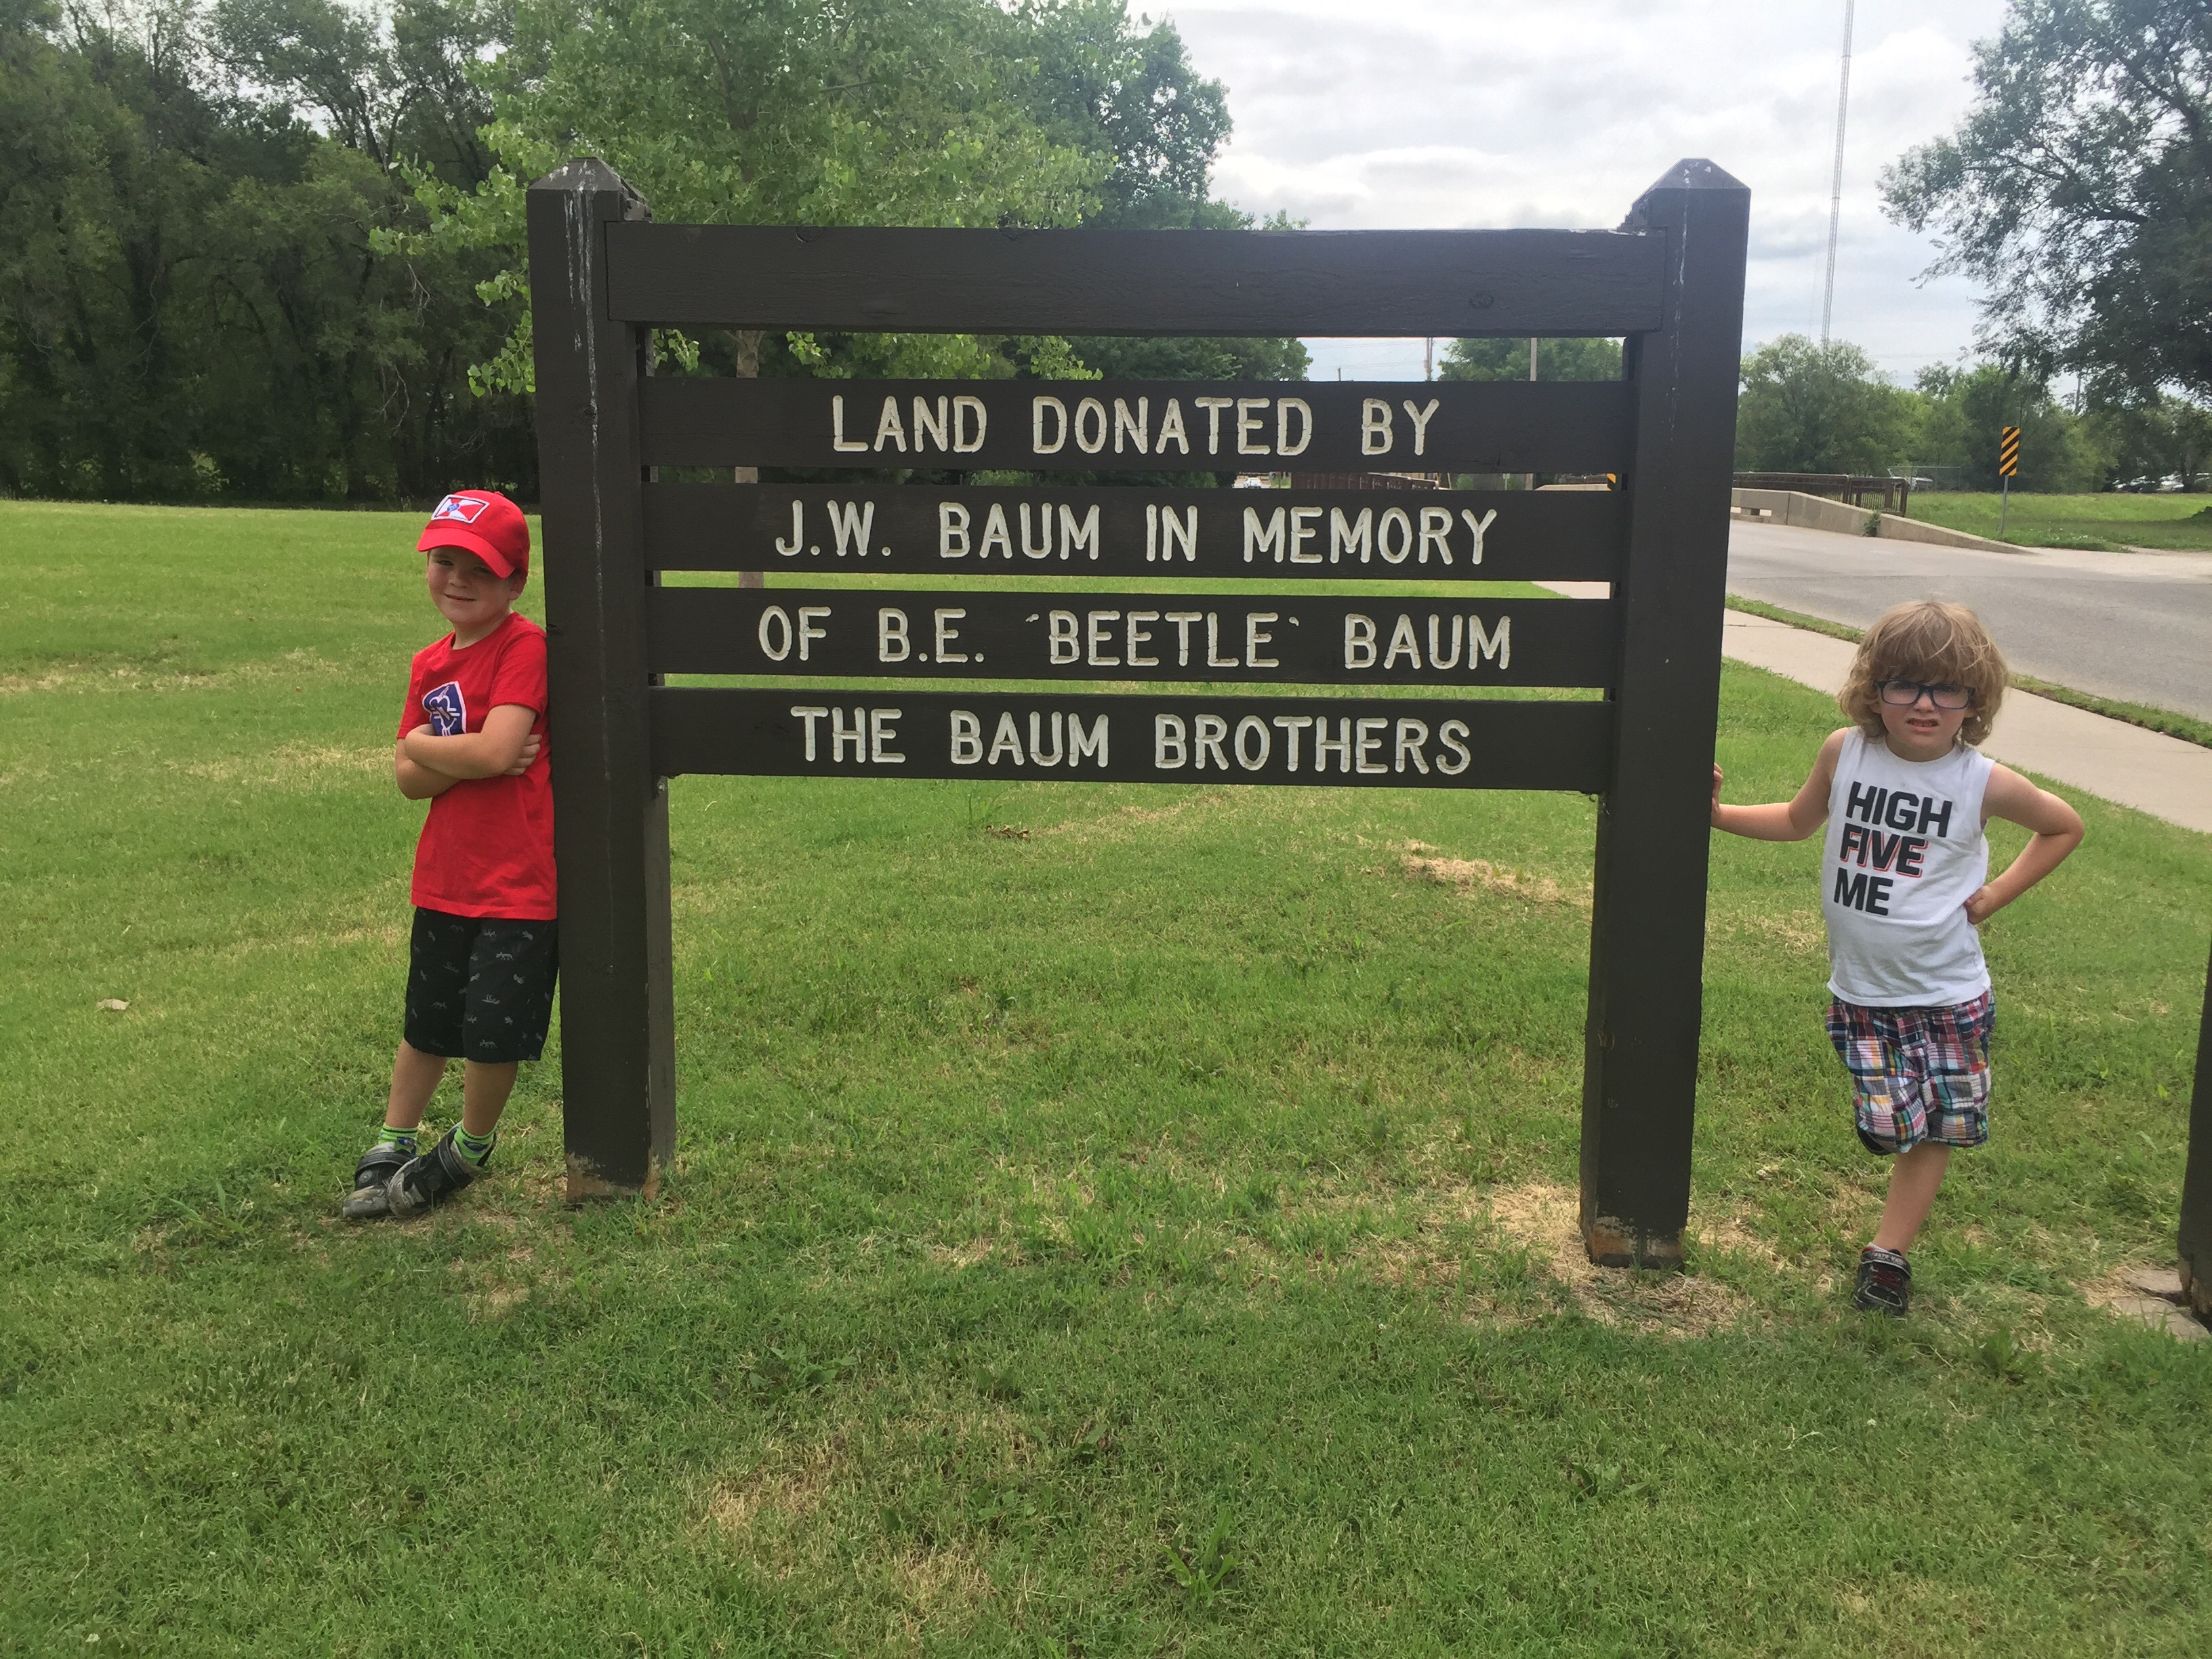 LAND DONATED BY
J.W. BAUM IN MEMORY
OF B.E. ´BEETLE` BAUM
THE BAUM BROTHERS
HIGH
FIVE
ME